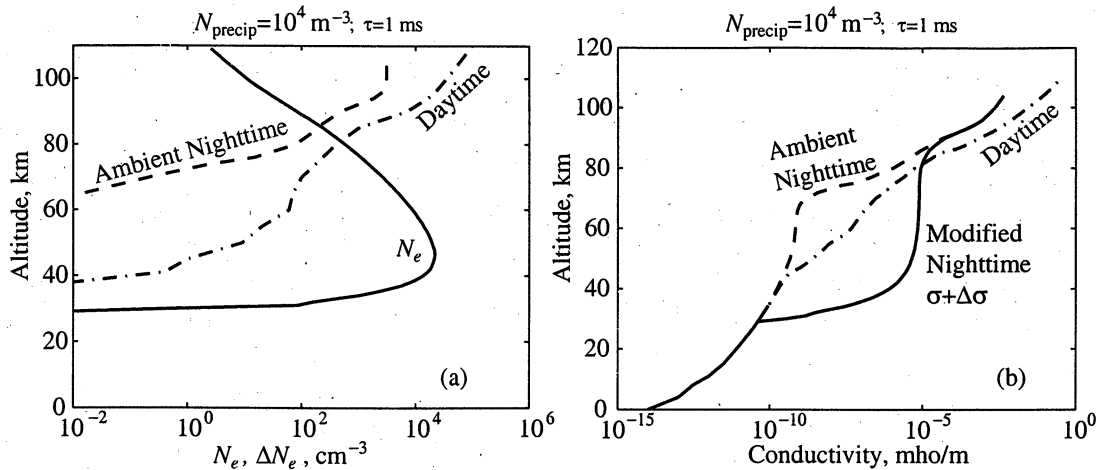 N_precip=10^4 m^−3; τ=1 ms
100
80
60
40
20
0
Altitude, km
Ambient Nighttime
Daytime
N_e
(a)
10^−2
10^0
10^2
10^4
10^6
N_e, ΔN_e, cm^−3
N_precip=10^4 m^−3; τ=1 ms
120
100
80
60
40
20
0
Altitude, km
Ambient
Nighttime
Daytime
Modified
Nighttime
σ+Δσ
(b)
10^−15
10^−10
10^−5
10^0
Conductivity, mho/m